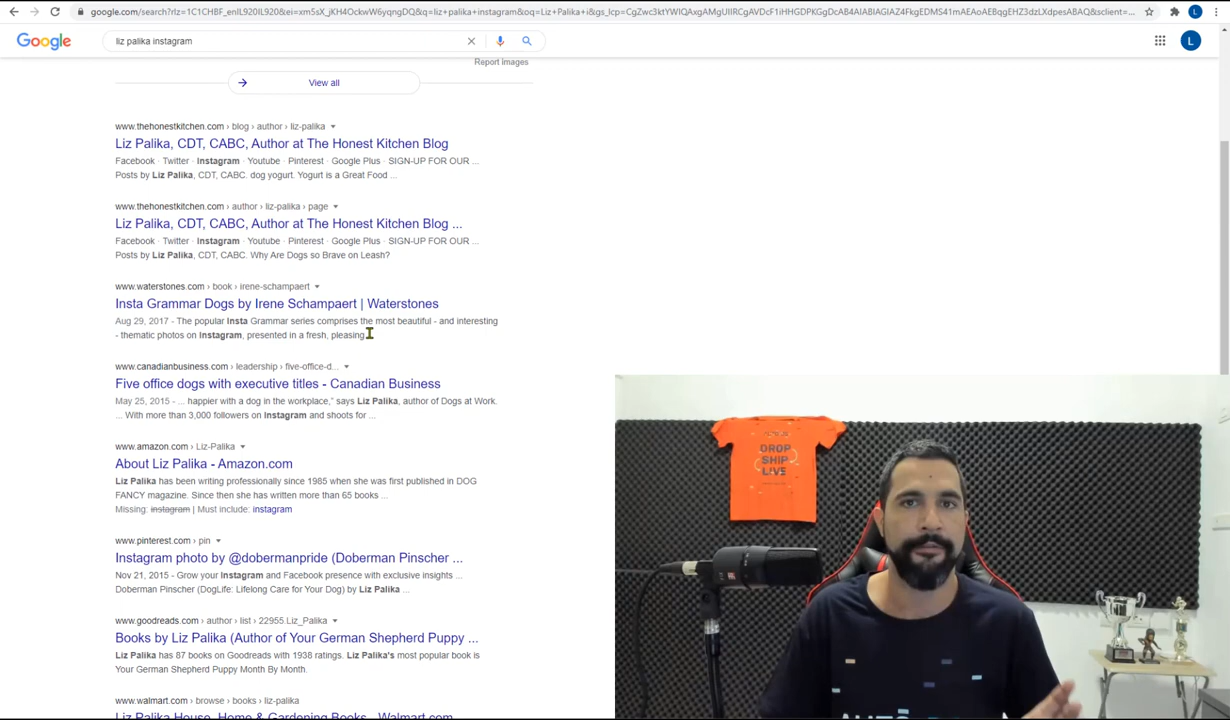 google.com/search?
Google
liz palika instagram
L
L
Report images
View all
www.thehonestkitchen.com › blog › author › liz-palika
Liz Palika, CDT, CABC, Author at The Honest Kitchen Blog
Facebook · Twitter · Instagram · Youtube · Pinterest · Google Plus · SIGN-UP FOR OUR ...
Posts by Liz Palika, CDT, CABC. dog yogurt. Yogurt is a Great Food ...
www.thehonestkitchen.com › author › liz-palika › page
Liz Palika, CDT, CABC, Author at The Honest Kitchen Blog ...
Facebook · Twitter · Instagram · Youtube · Pinterest · Google Plus · SIGN-UP FOR OUR ...
Posts by Liz Palika, CDT, CABC. Why Are Dogs so Brave on Leash?
www.waterstones.com › book › irene-schampaert
Insta Grammar Dogs by Irene Schampaert | Waterstones
Aug 29, 2017 - The popular Insta Grammar series comprises the most beautiful - and interesting
- thematic photos on Instagram, presented in a fresh, pleasing
www.canadianbusiness.com › leadership › five-office-d...
Five office dogs with executive titles - Canadian Business
May 25, 2015 - ... happier with a dog in the workplace,” says Liz Palika, author of Dogs at Work.
... With more than 3,000 followers on Instagram and shoots for ...
www.amazon.com › Liz-Palika
About Liz Palika - Amazon.com
Liz Palika has been writing professionally since 1985 when she was first published in DOG
FANCY magazine. Since then she has written more than 65 books ...
Missing: instagram | Must include: instagram
www.pinterest.com › pin
Instagram photo by @dobermanpride (Doberman Pinscher ...
Nov 21, 2015 - Grow your Instagram and Facebook presence with exclusive insights ...
Doberman Pinscher (DogLife: Lifelong Care for Your Dog) by Liz Palika ...
www.goodreads.com › author › list › 22955.Liz_Palika
Books by Liz Palika (Author of Your German Shepherd Puppy ...
Liz Palika has 87 books on Goodreads with 1938 ratings. Liz Palika's most popular book is
Your German Shepherd Puppy Month By Month.
www.walmart.com › browse › books › liz-palika
Liz Palika House, Home & Gardening Books - Walmart.com
DROP
SHIP
LIVE